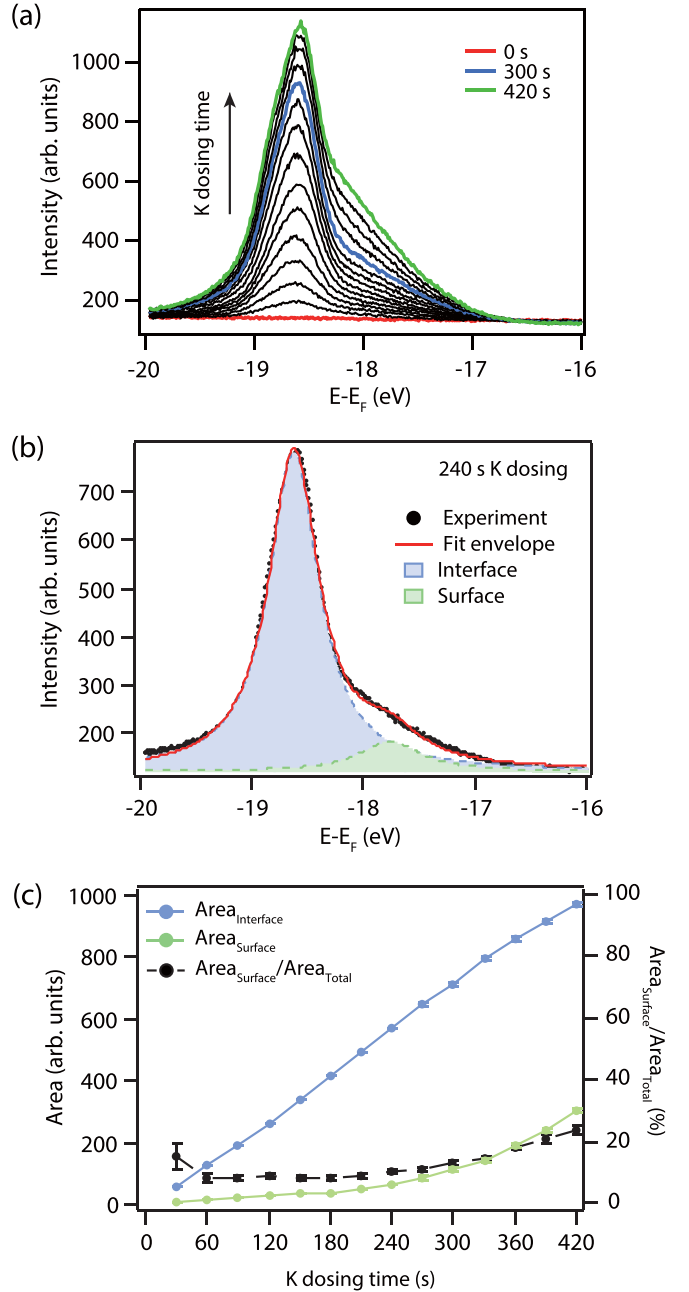 (a)
Intensity (arb. units)
1000
800
600
400
200
K dosing time
0 s
300 s
420 s
-20 -19 -18 -17 -16
E-E_F (eV)
(b)
Intensity (arb. units)
700
600
500
400
300
200
240 s K dosing
Experiment
Fit envelope
Interface
Surface
-20 -19 -18 -17 -16
E-E_F (eV)
(c)
Area (arb. units)
1000
800
600
400
200
0
Area_Interface
Area_Surface
Area_Surface/Area_Total
100
80
60
40
20
0
Area_Surface/Area_Total (%)
0 60 120 180 240 300 360 420
K dosing time (s)